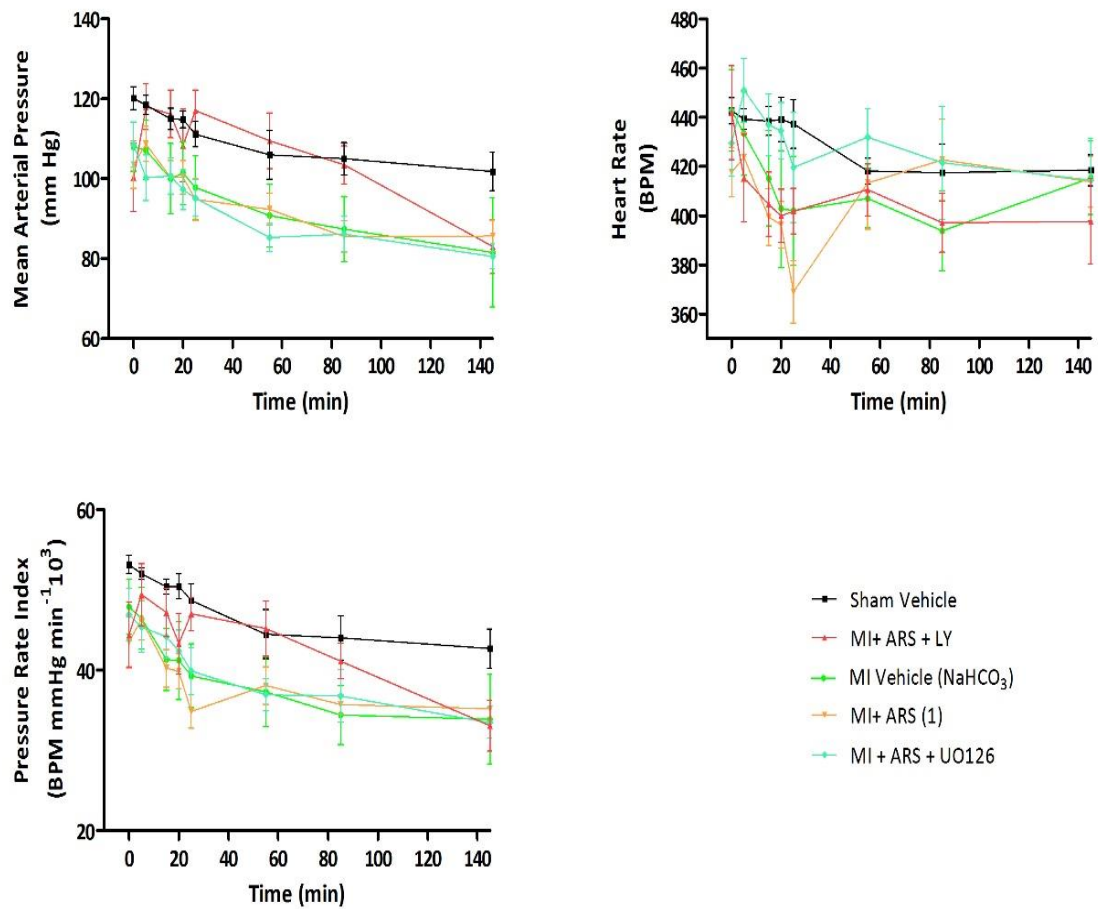 Mean Arterial Pressure
(mm Hg)
140
120
100
80
60
0 20 40 60 80 100 120 140
Time (min)
Heart Rate
(BPM)
480
460
440
420
400
380
360
0 20 40 60 80 100 120 140
Time (min)
Pressure Rate Index
(BPM mmHg min⁻¹10³)
60
40
20
0 20 40 60 80 100 120 140
Time (min)
Sham Vehicle
MI+ ARS + LY
MI Vehicle (NaHCO₃)
MI+ ARS (1)
MI + ARS + UO126